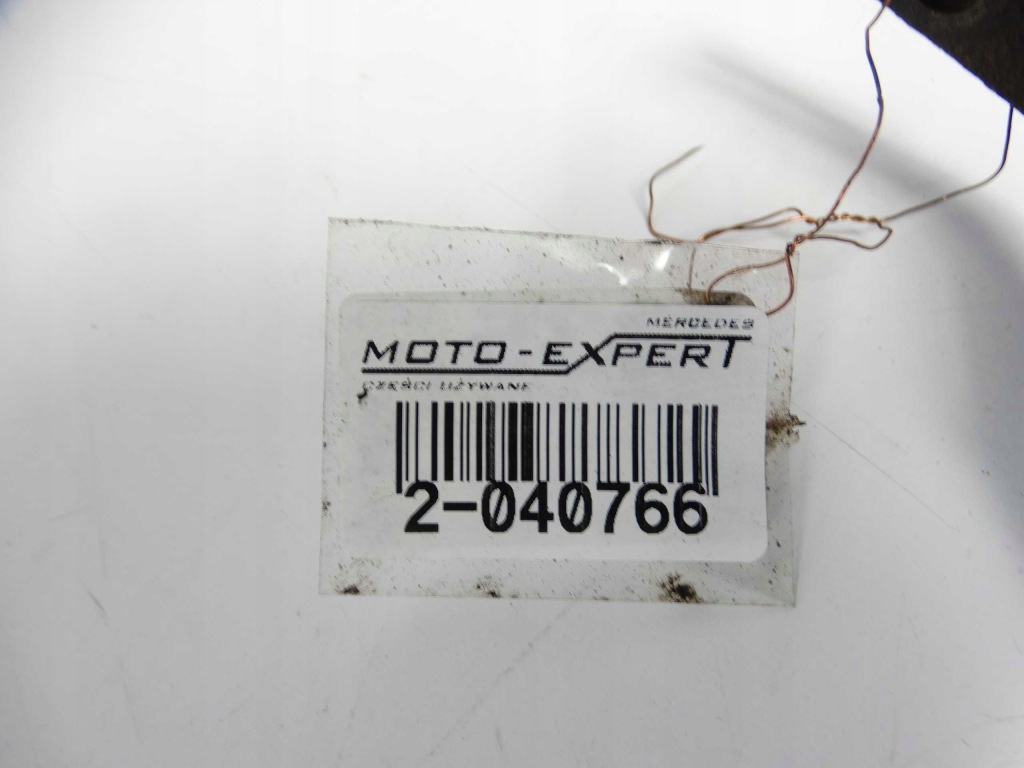 MERCEDES
MOTO-EXPERT
CZĘŚCI UŻYWANE
2-040766